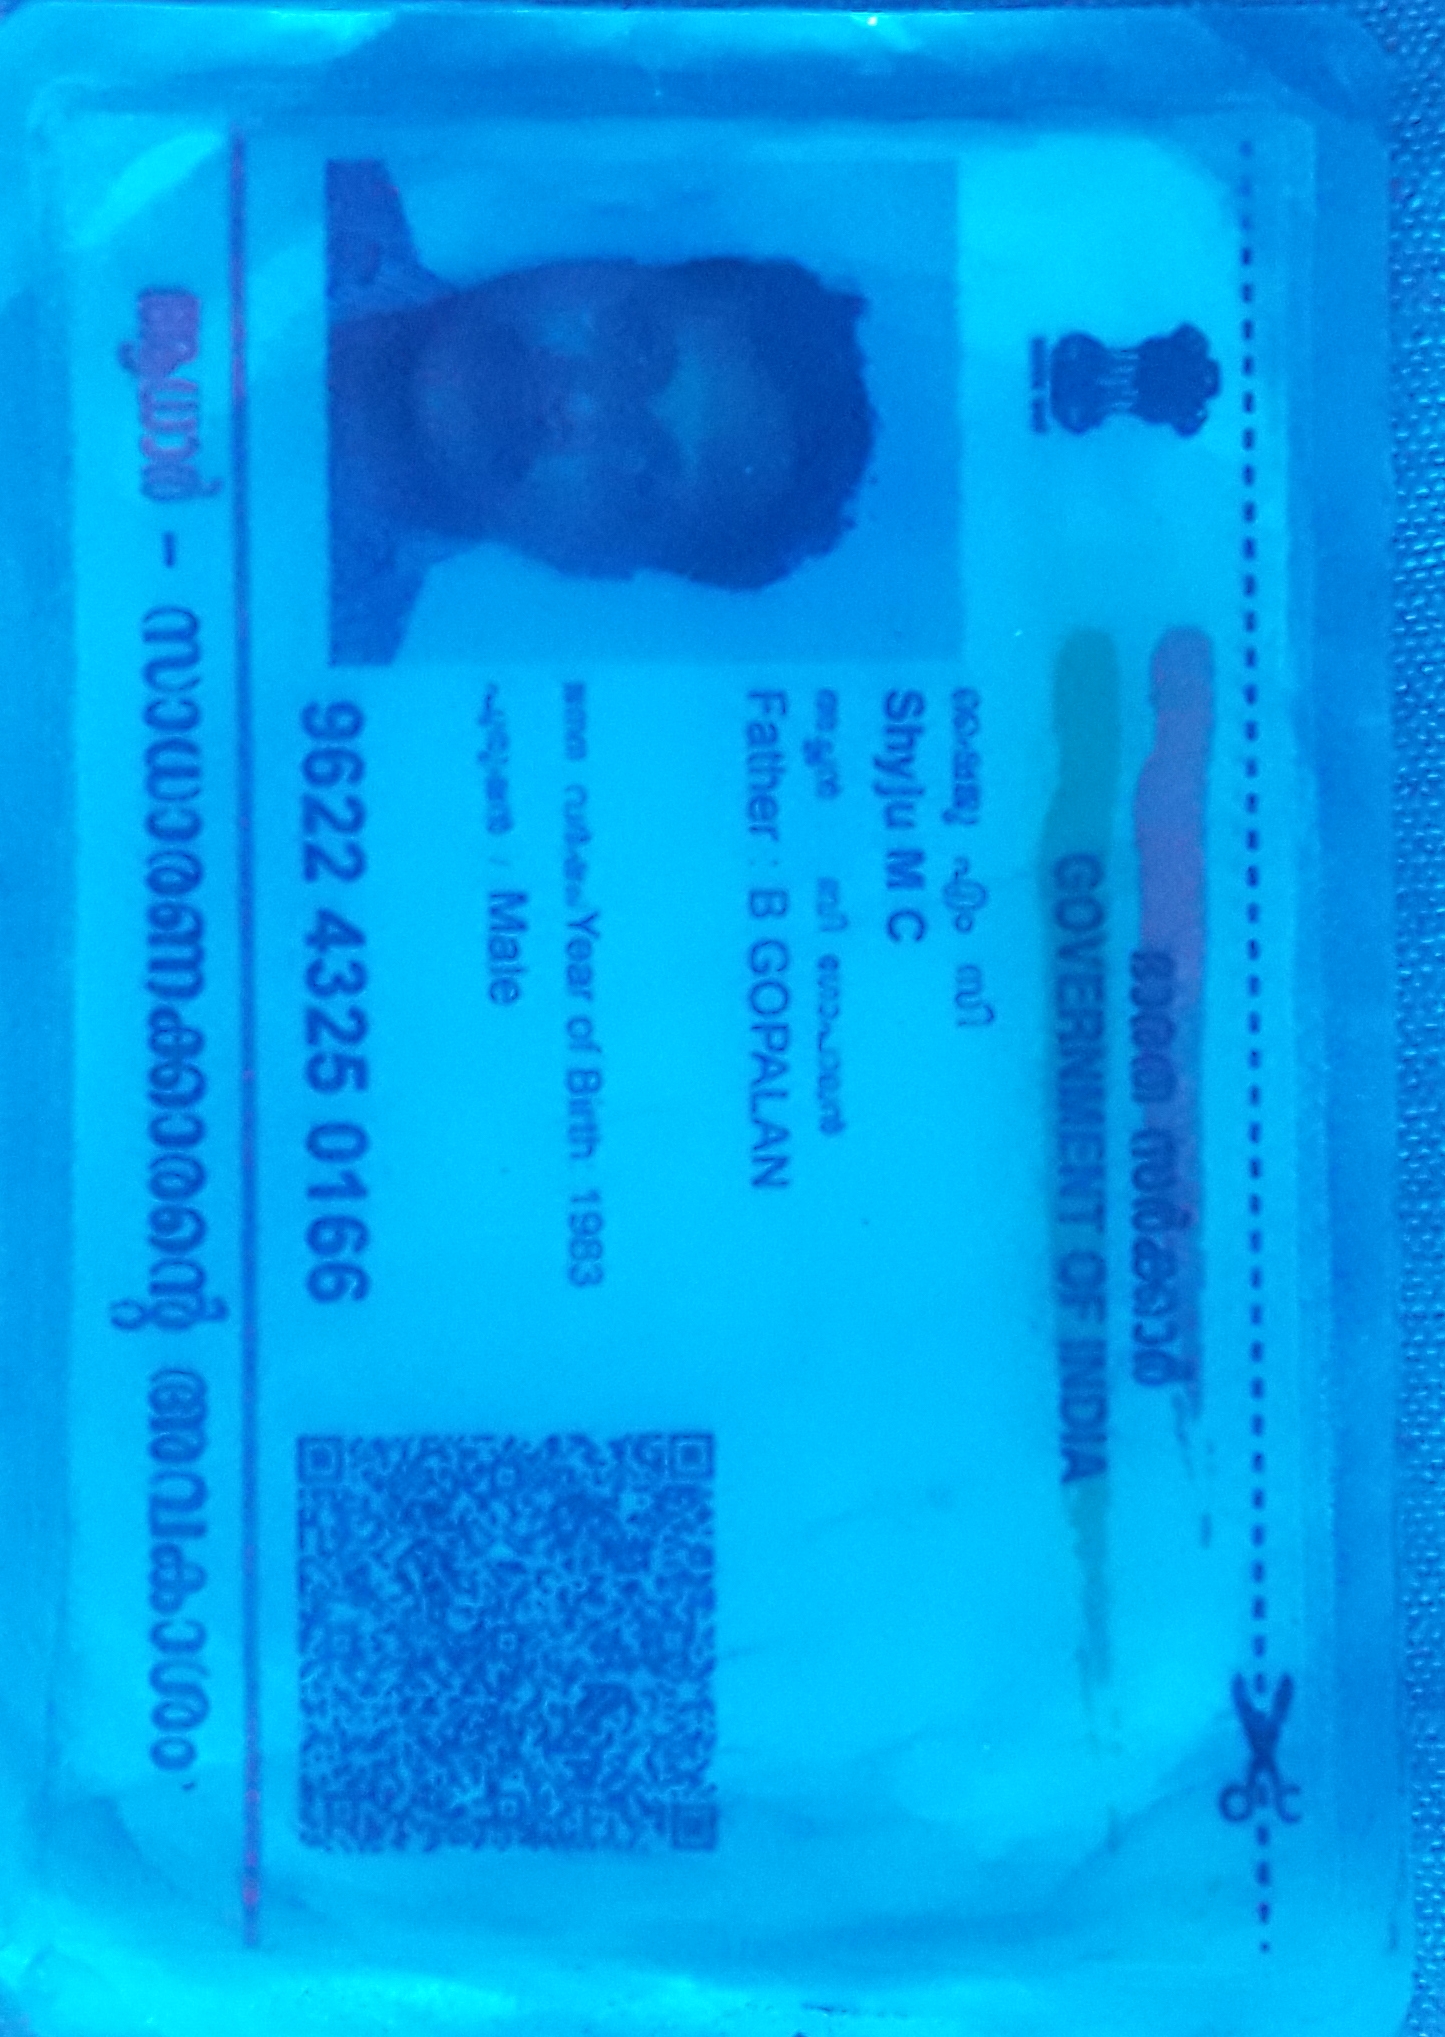 ഭാരത സർക്കാർ
GOVERNMENT OF INDIA
ഷൈജു എം സി
Shyju M C
അച്ഛൻ : ബി ഗോപാലൻ
Father : B GOPALAN
ജനന വർഷം Year of Birth: 1983
പുരുഷൻ / Male
9622 4325 0166
ആധാർ – സാധാരണക്കാരന്റെ അവകാശം